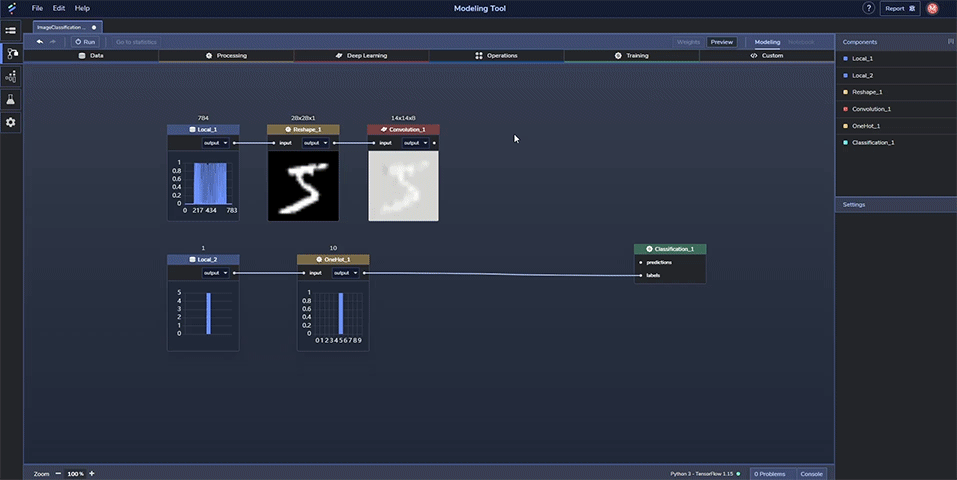 File Edit Help
Modeling Tool
? Report
ImageClassification ...
Run Go to statistics
Weights Preview Modeling Notebook
Data Processing Deep Learning Operations Training Custom
Components
Local_1
Local_2
Reshape_1
Convolution_1
OneHot_1
Classification_1
Settings
784 28x28x1 14x14x8
Local_1 Reshape_1 Convolution_1
output input output input output
1
0.8
0.6
0.4
0.2
0
0 217 434 783
1 10
Local_2 OneHot_1 Classification_1
predictions
output input output labels
5
4
3
2
1
0
1
0.8
0.6
0.4
0.2
0
0 1 2 3 4 5 6 7 8 9
Zoom − 100% +
Python 3 - TensorFlow 1.15
0 Problems Console